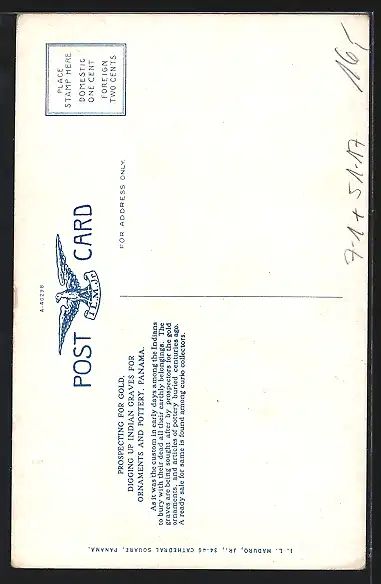 PROSPECTING FOR GOLD.
DIGGING UP INDIAN GRAVES FOR
ORNAMENTS AND POTTERY, PANAMA.
As it was the custom in early days among the Indians
to bury with their dead all their earthly belongings. The
graves are being sought after by prospectors for the gold
ornaments, and articles of pottery buried centuries ago.
A ready sale for same is found among curio collectors.
A-40238
POST CARD
I.L.M.Jr.
FOR ADDRESS ONLY.
PLACE
STAMP HERE
DOMESTIC
ONE CENT
FOREIGN
TWO CENTS
I. L. MADURO, JR., 34-46 CATHEDRAL SQUARE, PANAMA.